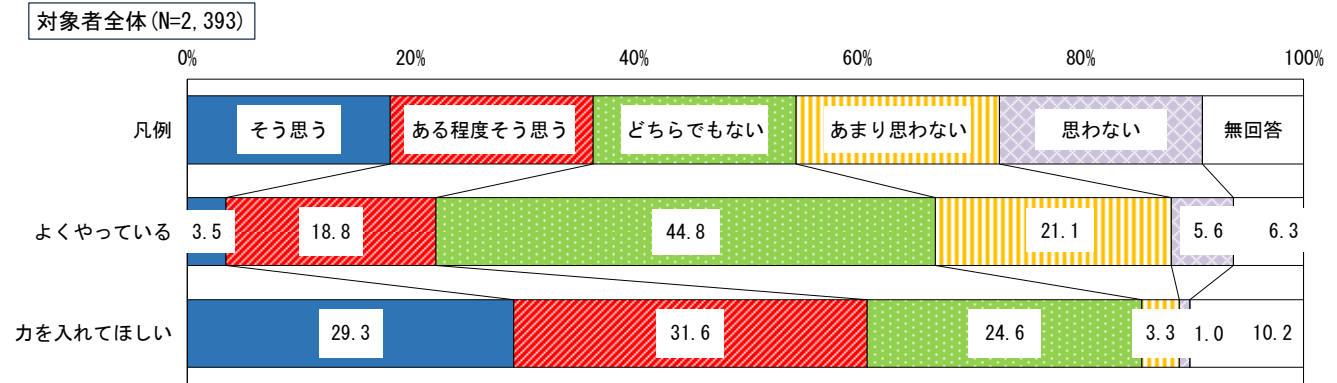 対象者全体(N=2,393)
0% 20% 40% 60% 80% 100%
凡例 そう思う ある程度そう思う どちらでもない あまり思わない 思わない 無回答
よくやっている 3.5 18.8 44.8 21.1 5.6 6.3
力を入れてほしい 29.3 31.6 24.6 3.3 1.0 10.2